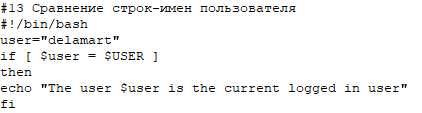 #13 Сравнение строк-имен пользователя
#!/bin/bash
user="delamart"
if [ $user = $USER ]
then
echo "The user $user is the current logged in user"
fi